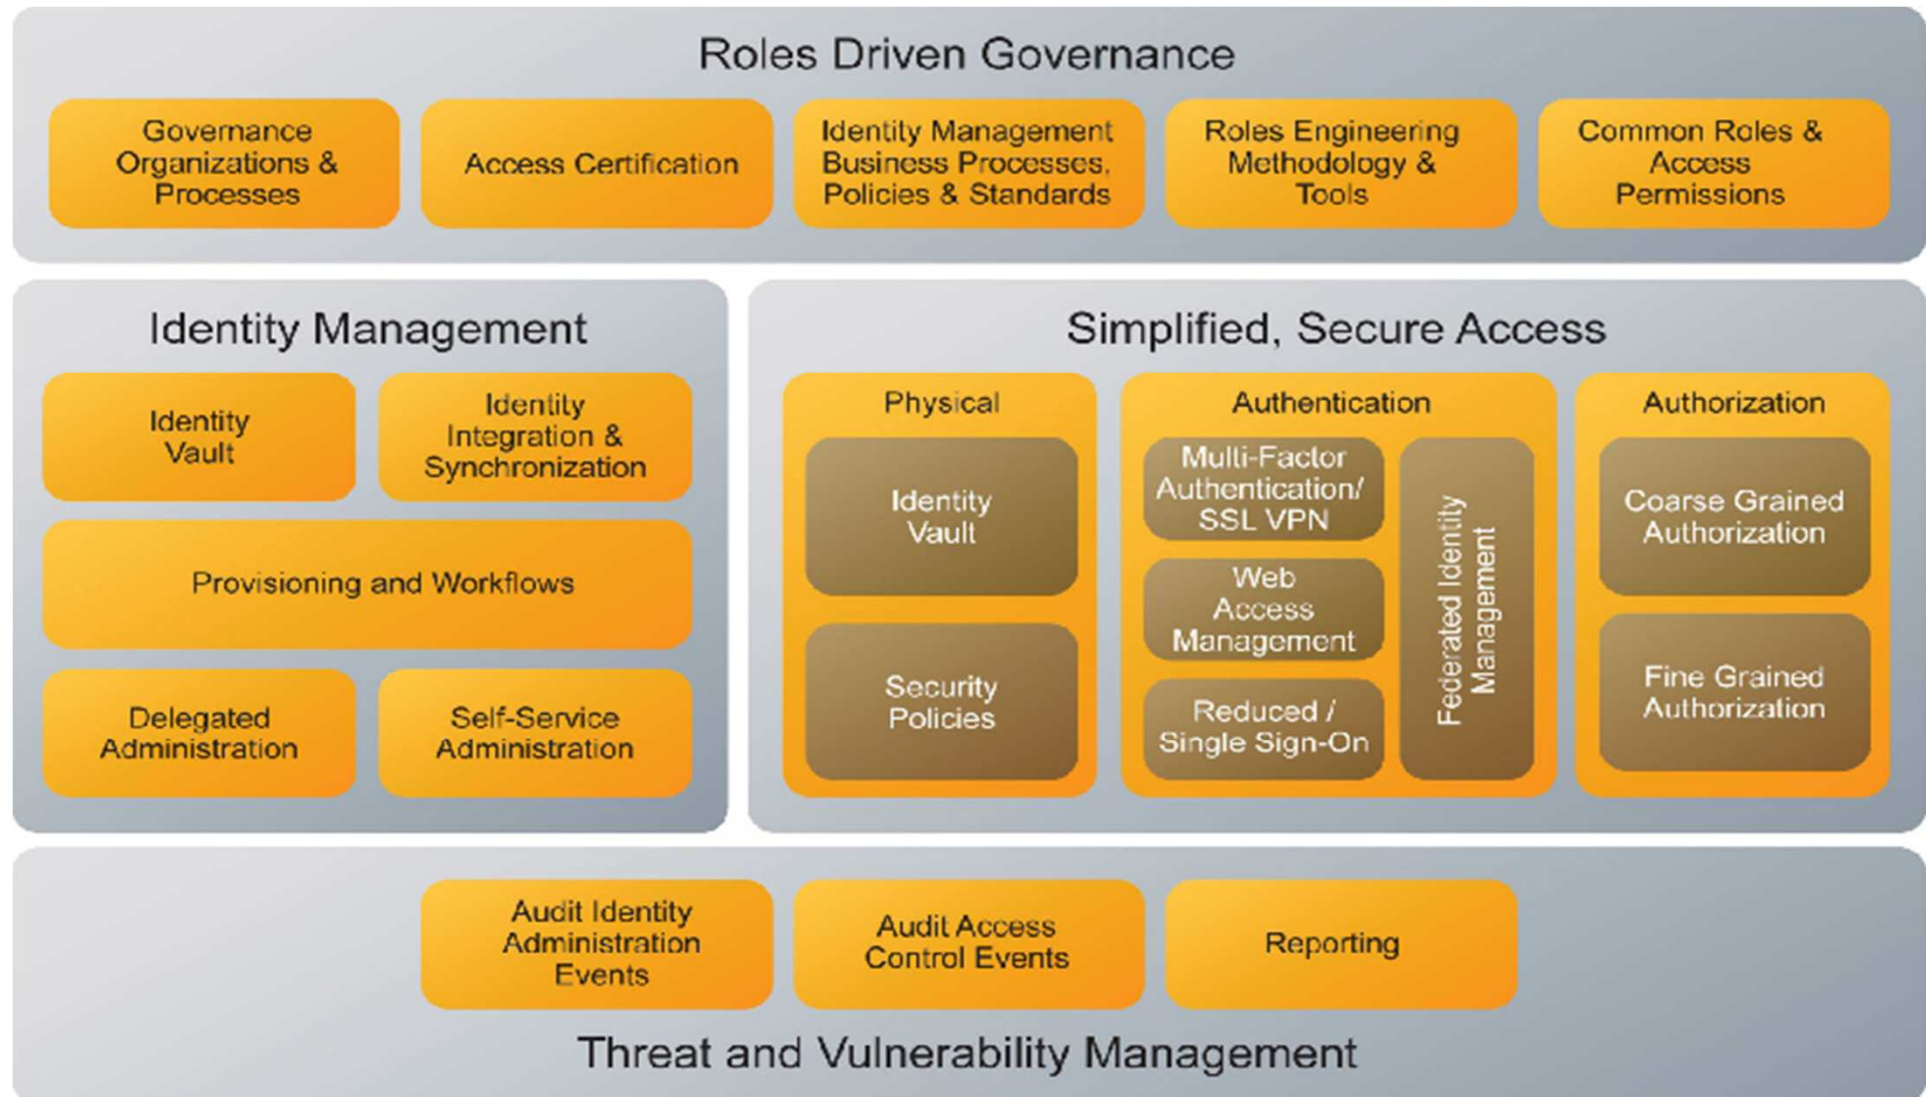 Roles Driven Governance
Governance
Organizations &
Processes
Access Certification
Identity Management
Business Processes,
Policies & Standards
Roles Engineering
Methodology &
Tools
Common Roles &
Access
Permissions
Identity Management
Identity
Vault
Identity
Integration &
Synchronization
Provisioning and Workflows
Delegated
Administration
Self-Service
Administration
Simplified, Secure Access
Physical
Identity
Vault
Security
Policies
Authentication
Multi-Factor
Authentication/
SSL VPN
Web
Access
Management
Reduced /
Single Sign-On
Federated Identity
Management
Authorization
Coarse Grained
Authorization
Fine Grained
Authorization
Audit Identity
Administration
Events
Audit Access
Control Events
Reporting
Threat and Vulnerability Management